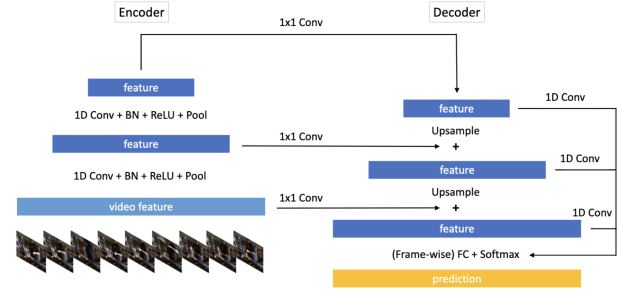 Encoder
1x1 Conv
Decoder
feature
1D Conv + BN + ReLU + Pool
feature
1D Conv
Upsample
feature
1x1 Conv
+
1D Conv
feature
1D Conv + BN + ReLU + Pool
Upsample
video feature
1x1 Conv
+
1D Conv
feature
(Frame-wise) FC + Softmax
prediction